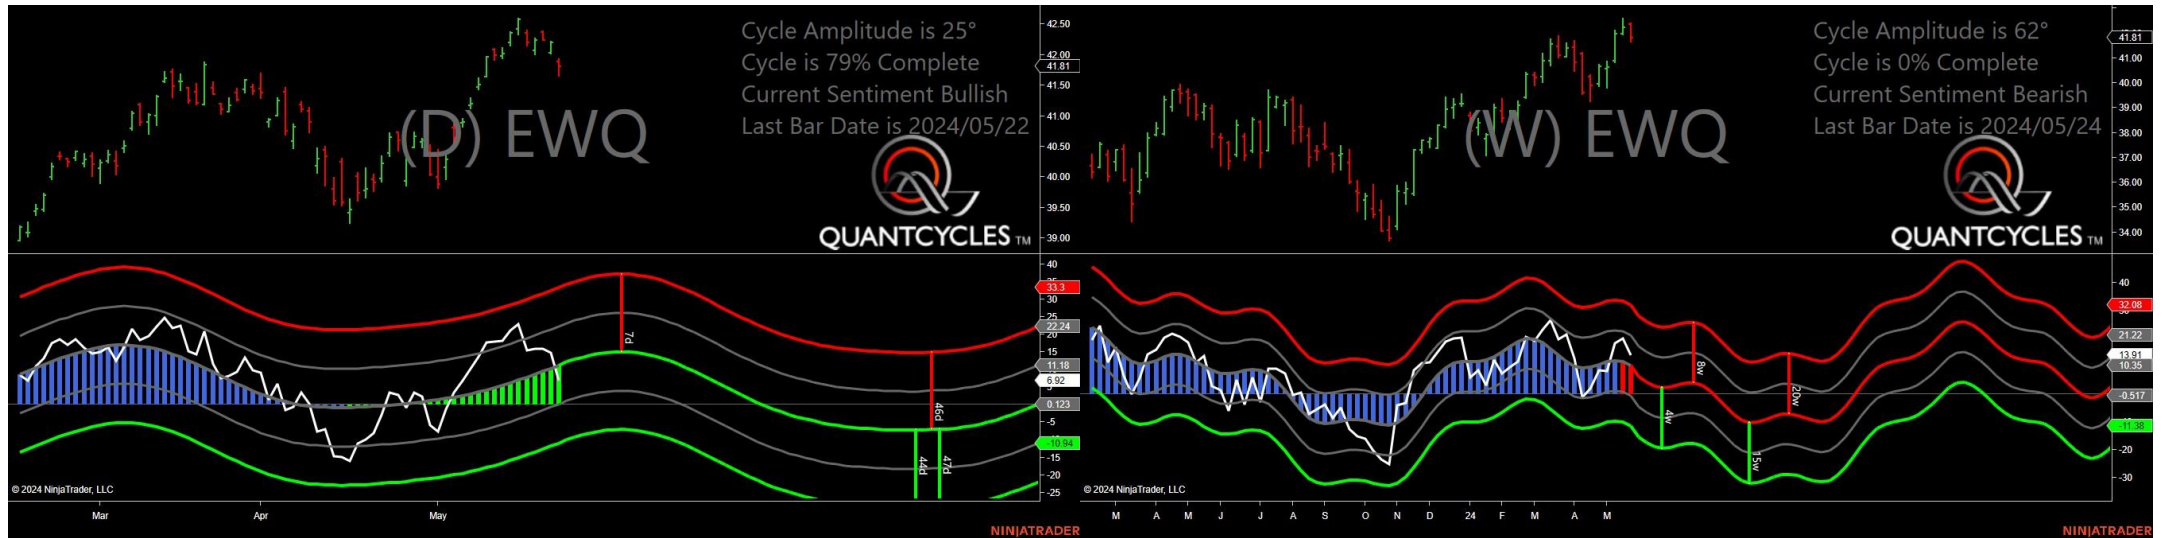 Cycle Amplitude is 25°
Cycle is 79% Complete
Current Sentiment Bullish
Last Bar Date is 2024/05/22
(D) EWQ
QUANTCYCLES TM
42.50
42.00
41.81
41.50
41.00
40.50
40.00
39.50
39.00
40
33.3
30
22.24
15
11.18
6.92
0.123
-5
-10.94
-15
-20
-25
7d
46d
44d
47d
© 2024 NinjaTrader, LLC
Mar Apr May
NINJATRADER
Cycle Amplitude is 62°
Cycle is 0% Complete
Current Sentiment Bearish
Last Bar Date is 2024/05/24
(W) EWQ
QUANTCYCLES TM
41.81
41.00
40.00
39.00
38.00
37.00
36.00
35.00
34.00
40
32.08
21.22
13.91
10.35
-0.517
-11.38
-20
-30
8w
4w
20w
15w
© 2024 NinjaTrader, LLC
M A M J J A S O N D 24 F M A M
NINJATRADER